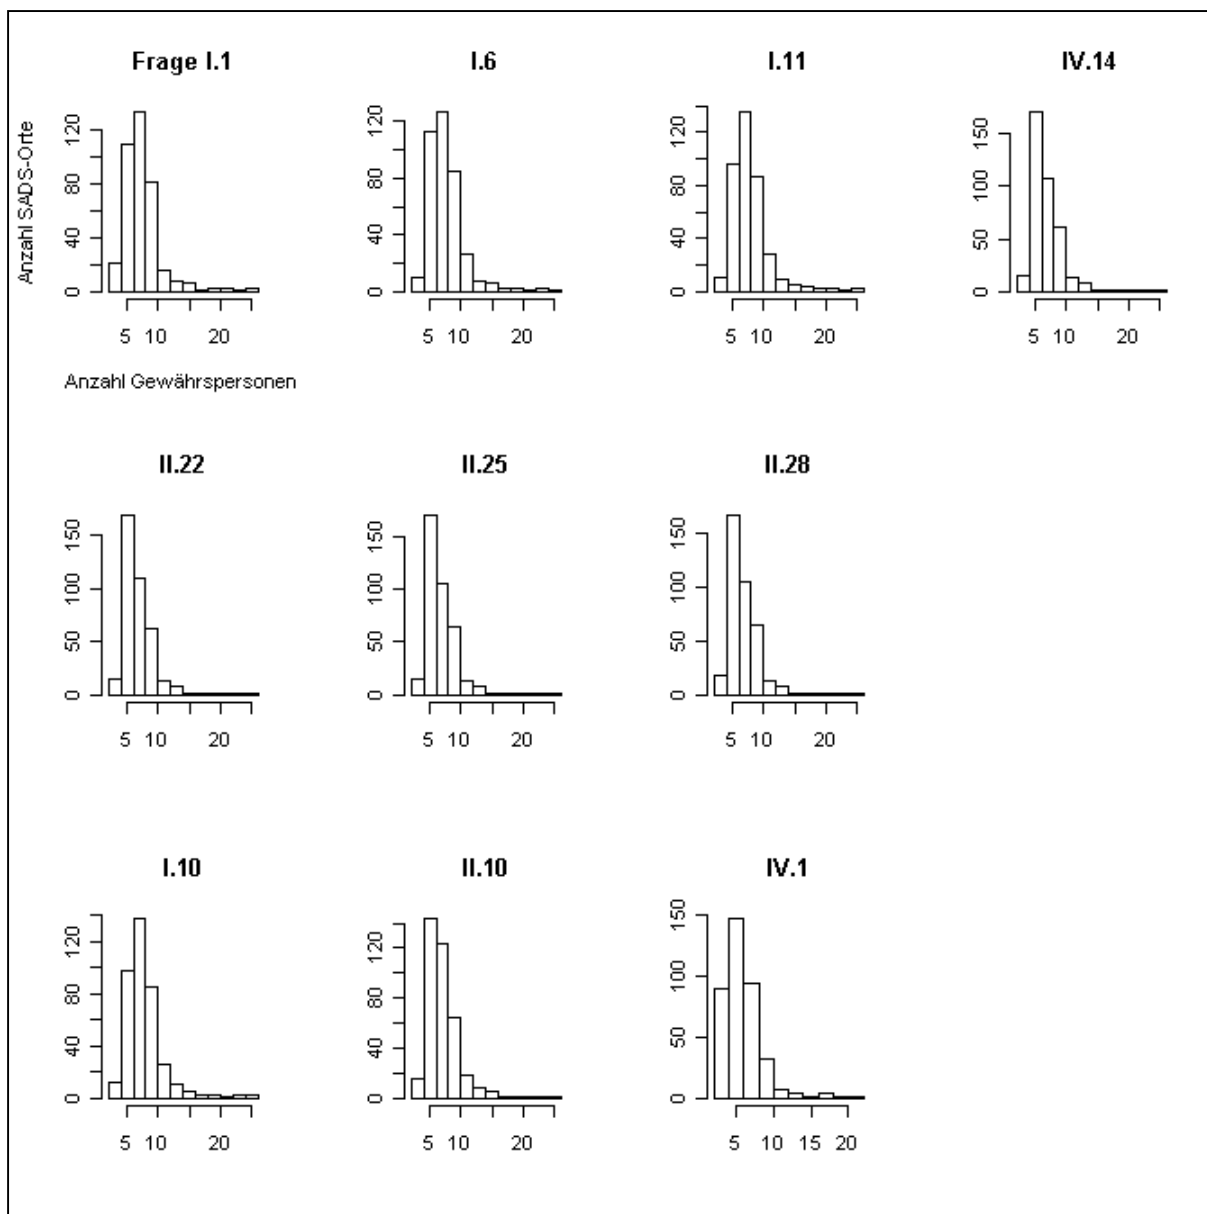 Frage I.1
I.6
I.11
IV.14
Anzahl SADS-Orte
0 40 80 120
0 40 80 120
0 40 80 120
0 50 100 150
5 10 20
5 10 20
5 10 20
5 10 20
Anzahl Gewährspersonen
II.22
II.25
II.28
0 50 100 150
0 50 100 150
0 50 100 150
5 10 20
5 10 20
5 10 20
I.10
II.10
IV.1
0 40 80 120
0 40 80 120
0 50 100 150
5 10 20
5 10 20
5 10 15 20